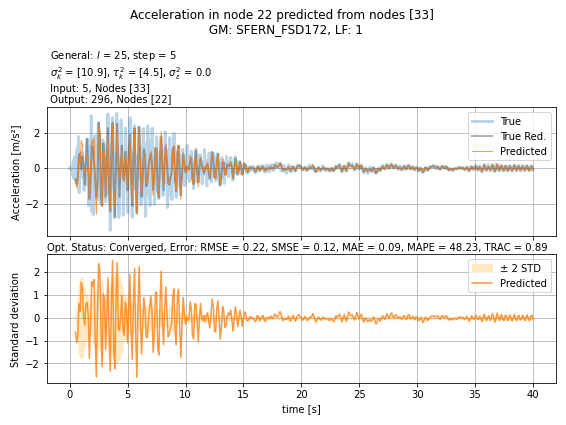 Acceleration in node 22 predicted from nodes [33]
GM: SFERN_FSD172, LF: 1
General: l = 25, step = 5
σ²ₖ = [10.9], τ²ₖ = [4.5], σ²ε = 0.0
Input: 5, Nodes [33]
Output: 296, Nodes [22]
Acceleration [m/s²]
2
0
−2
True
True Red.
Predicted
Opt. Status: Converged, Error: RMSE = 0.22, SMSE = 0.12, MAE = 0.09, MAPE = 48.23, TRAC = 0.89
Standard deviation
2
1
0
−1
−2
± 2 STD
Predicted
0 5 10 15 20 25 30 35 40
time [s]